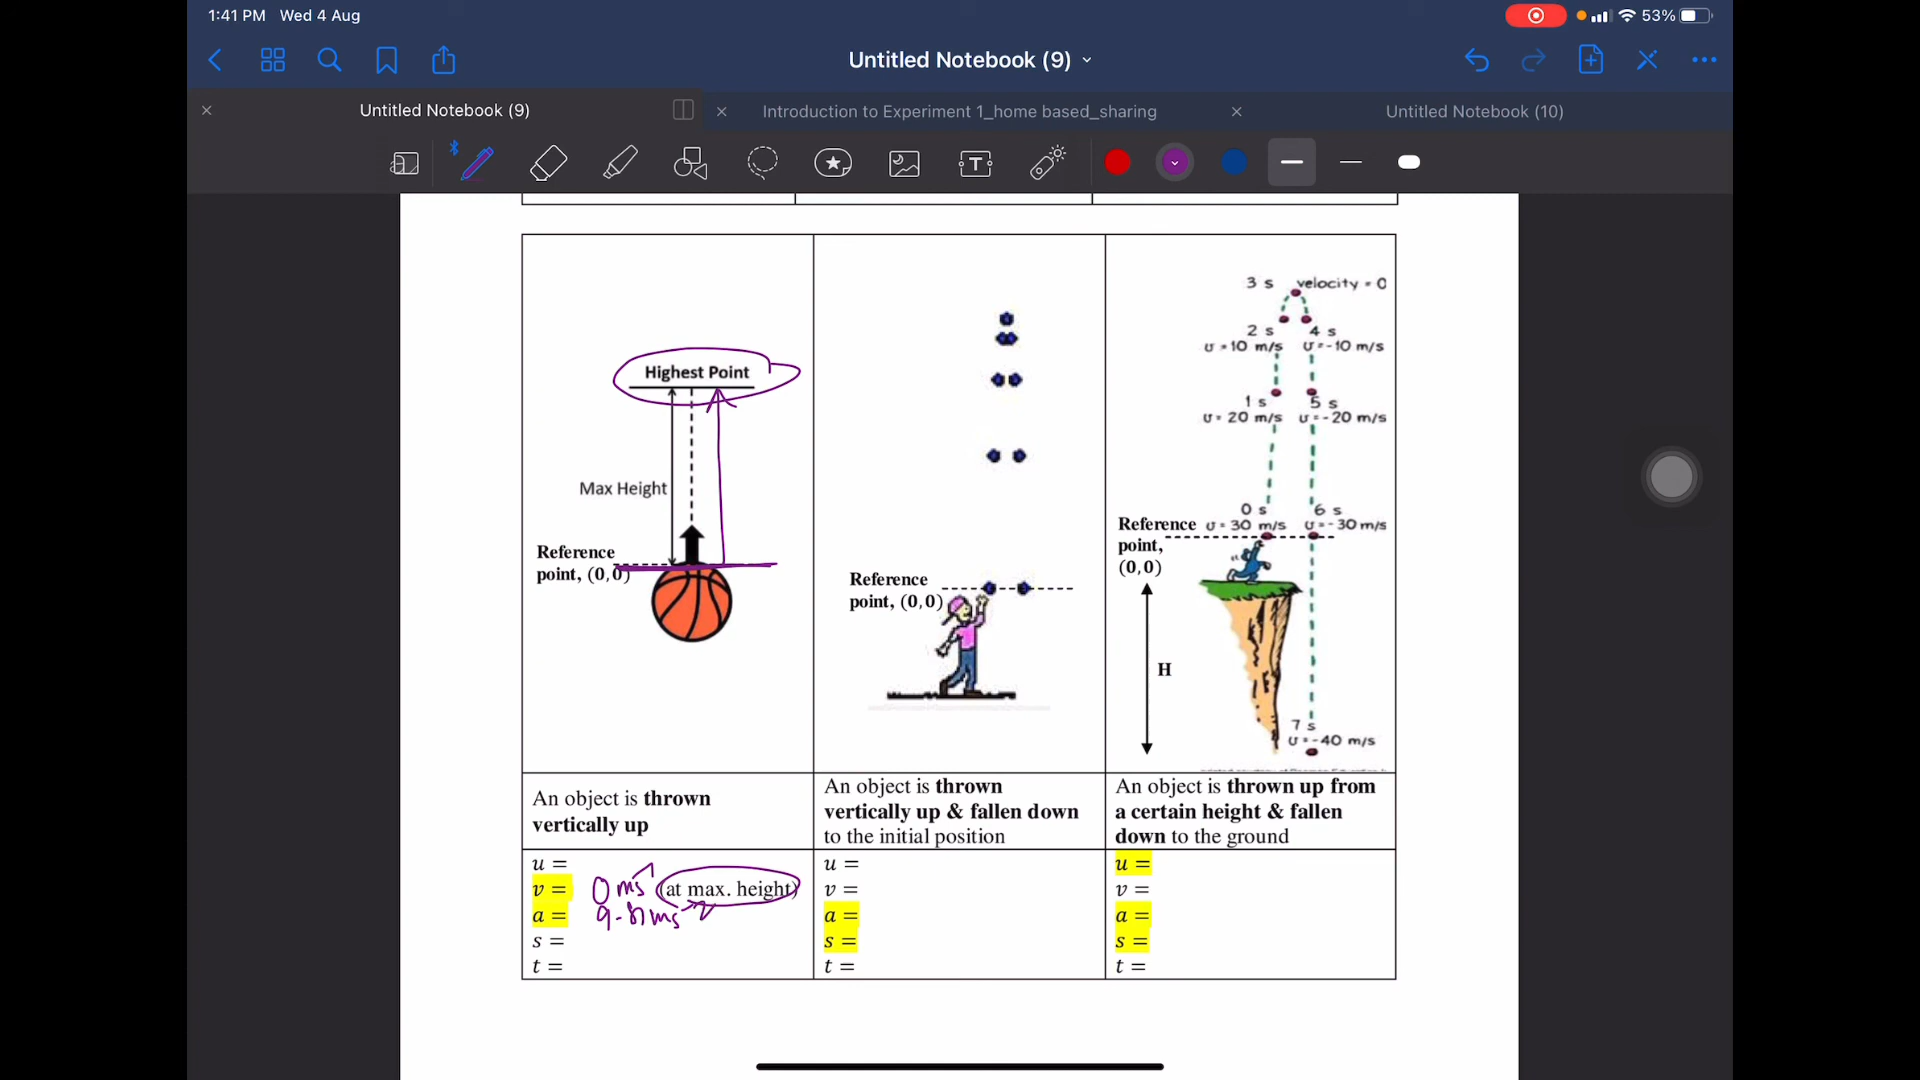 1:41 PM Wed 4 Aug
53%
Untitled Notebook (9)
Untitled Notebook (9)
Introduction to Experiment 1_home based_sharing
Untitled Notebook (10)
Highest Point
Max Height
Reference
point, (0,0)
Reference
point, (0,0)
3 s velocity = 0
2 s 4 s
υ = 10 m/s υ = -10 m/s
1 s 5 s
υ = 20 m/s υ = -20 m/s
0 s 6 s
Reference υ = 30 m/s υ = -30 m/s
point,
(0,0)
H
7 s
υ = -40 m/s
An object is thrown
vertically up
An object is thrown
vertically up & fallen down
to the initial position
An object is thrown up from
a certain height & fallen
down to the ground
u =
v = 0 ms⁻¹ (at max. height)
a = 9.81 ms⁻²
s =
t =
u =
v =
a =
s =
t =
u =
v =
a =
s =
t =